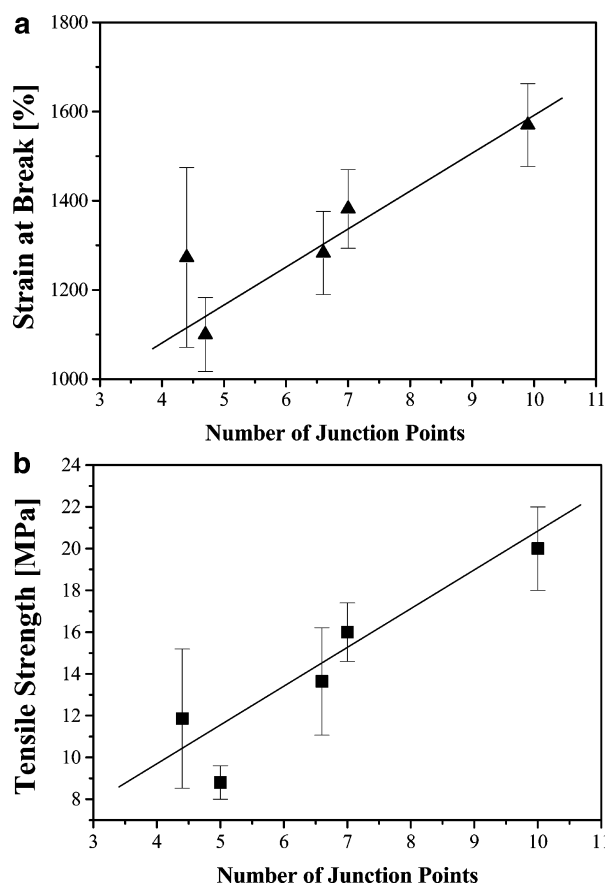 a
1800
1600
1400
1200
1000
Strain at Break [%]
3 4 5 6 7 8 9 10 11
Number of Junction Points
b
24
22
20
18
16
14
12
10
8
Tensile Strength [MPa]
3 4 5 6 7 8 9 10 11
Number of Junction Points